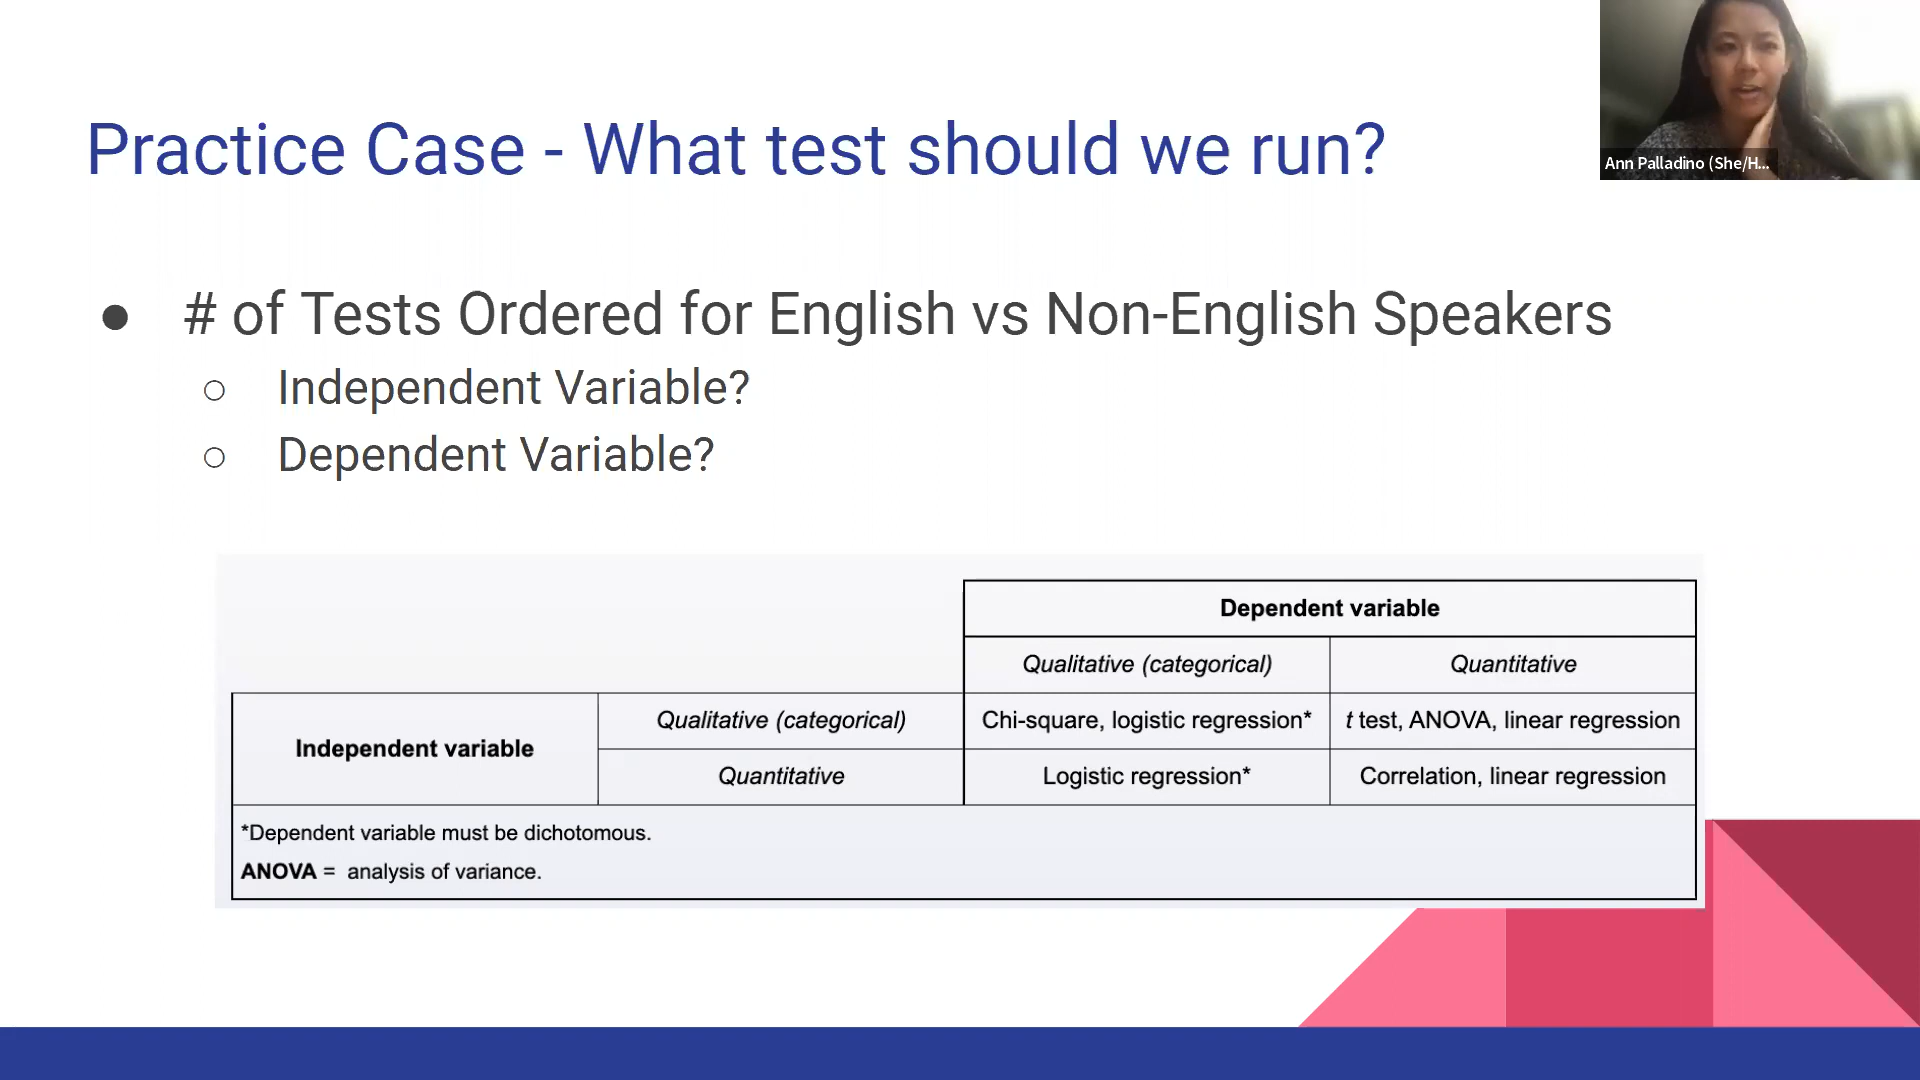 Practice Case - What test should we run?
Ann Palladino (She/H...
● # of Tests Ordered for English vs Non-English Speakers
○ Independent Variable?
○ Dependent Variable?
Dependent variable
Qualitative (categorical) Quantitative
Independent variable
Qualitative (categorical) Chi-square, logistic regression* t test, ANOVA, linear regression
Quantitative Logistic regression* Correlation, linear regression
*Dependent variable must be dichotomous.
ANOVA = analysis of variance.